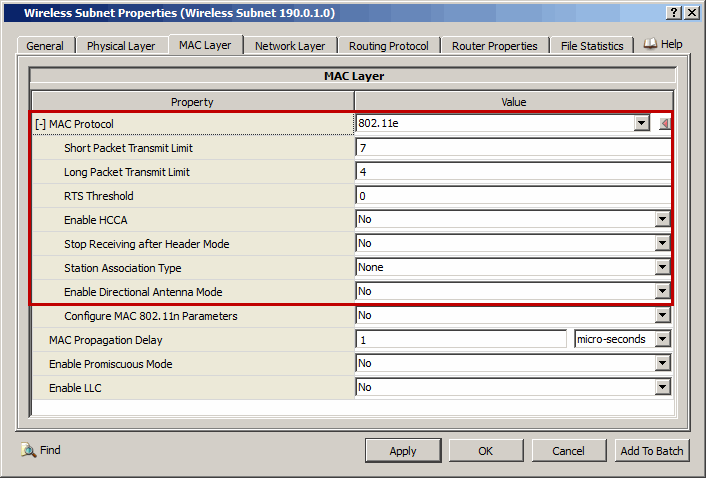 Wireless Subnet Properties (Wireless Subnet 190.0.1.0)
General Physical Layer MAC Layer Network Layer Routing Protocol Router Properties File Statistics Help
MAC Layer
Property Value
[-] MAC Protocol 802.11e
Short Packet Transmit Limit 7
Long Packet Transmit Limit 4
RTS Threshold 0
Enable HCCA No
Stop Receiving after Header Mode No
Station Association Type None
Enable Directional Antenna Mode No
Configure MAC 802.11n Parameters No
MAC Propagation Delay 1 micro-seconds
Enable Promiscuous Mode No
Enable LLC No
Find Apply OK Cancel Add To Batch